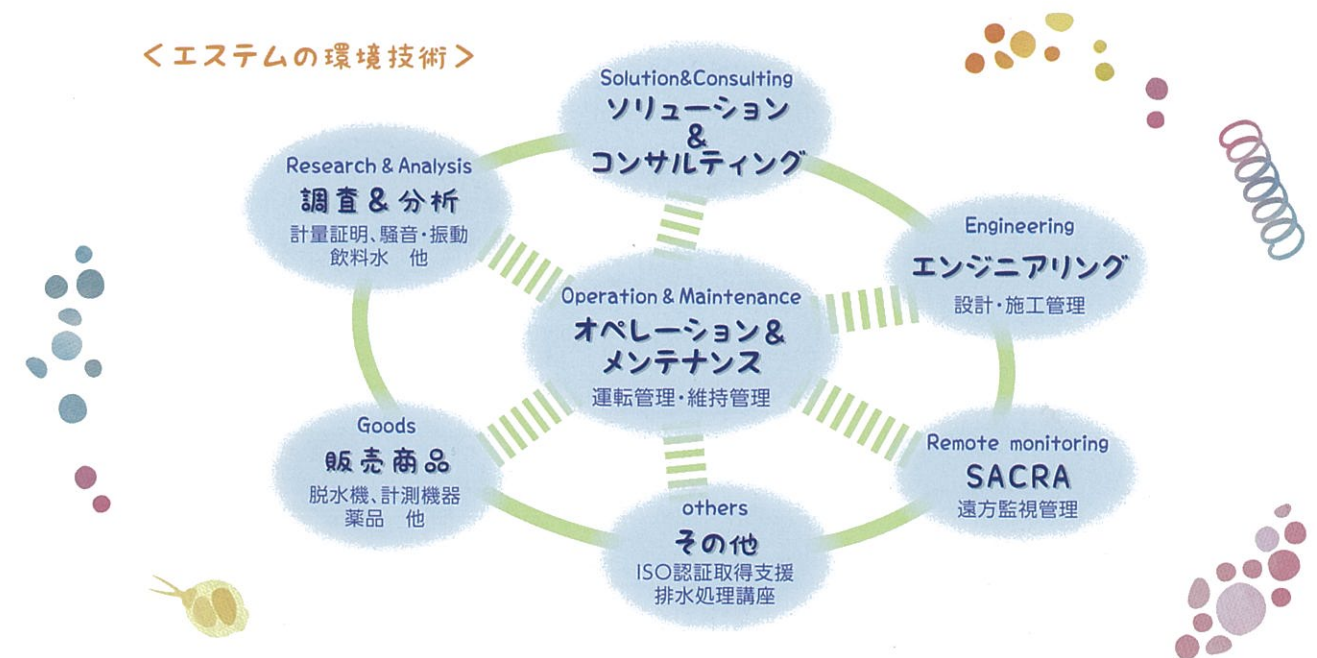 ＜エステムの環境技術＞
Solution&Consulting
ソリューション
&
コンサルティング
Research & Analysis
調査&分析
計量証明、騒音・振動
飲料水　他
Engineering
エンジニアリング
設計・施工管理
Operation & Maintenance
オペレーション&
メンテナンス
運転管理・維持管理
Goods
販売商品
脱水機、計測機器
薬品　他
Remote monitoring
SACRA
遠方監視管理
others
その他
ISO認証取得支援
排水処理講座